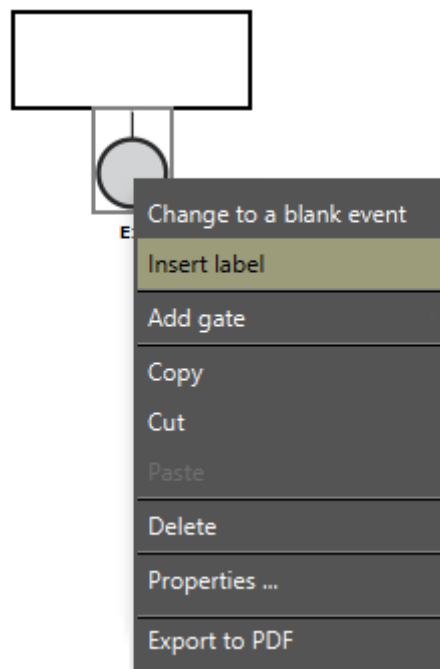 Change to a blank event
Insert label
Add gate
Copy
Cut
Paste
Delete
Properties ...
Export to PDF